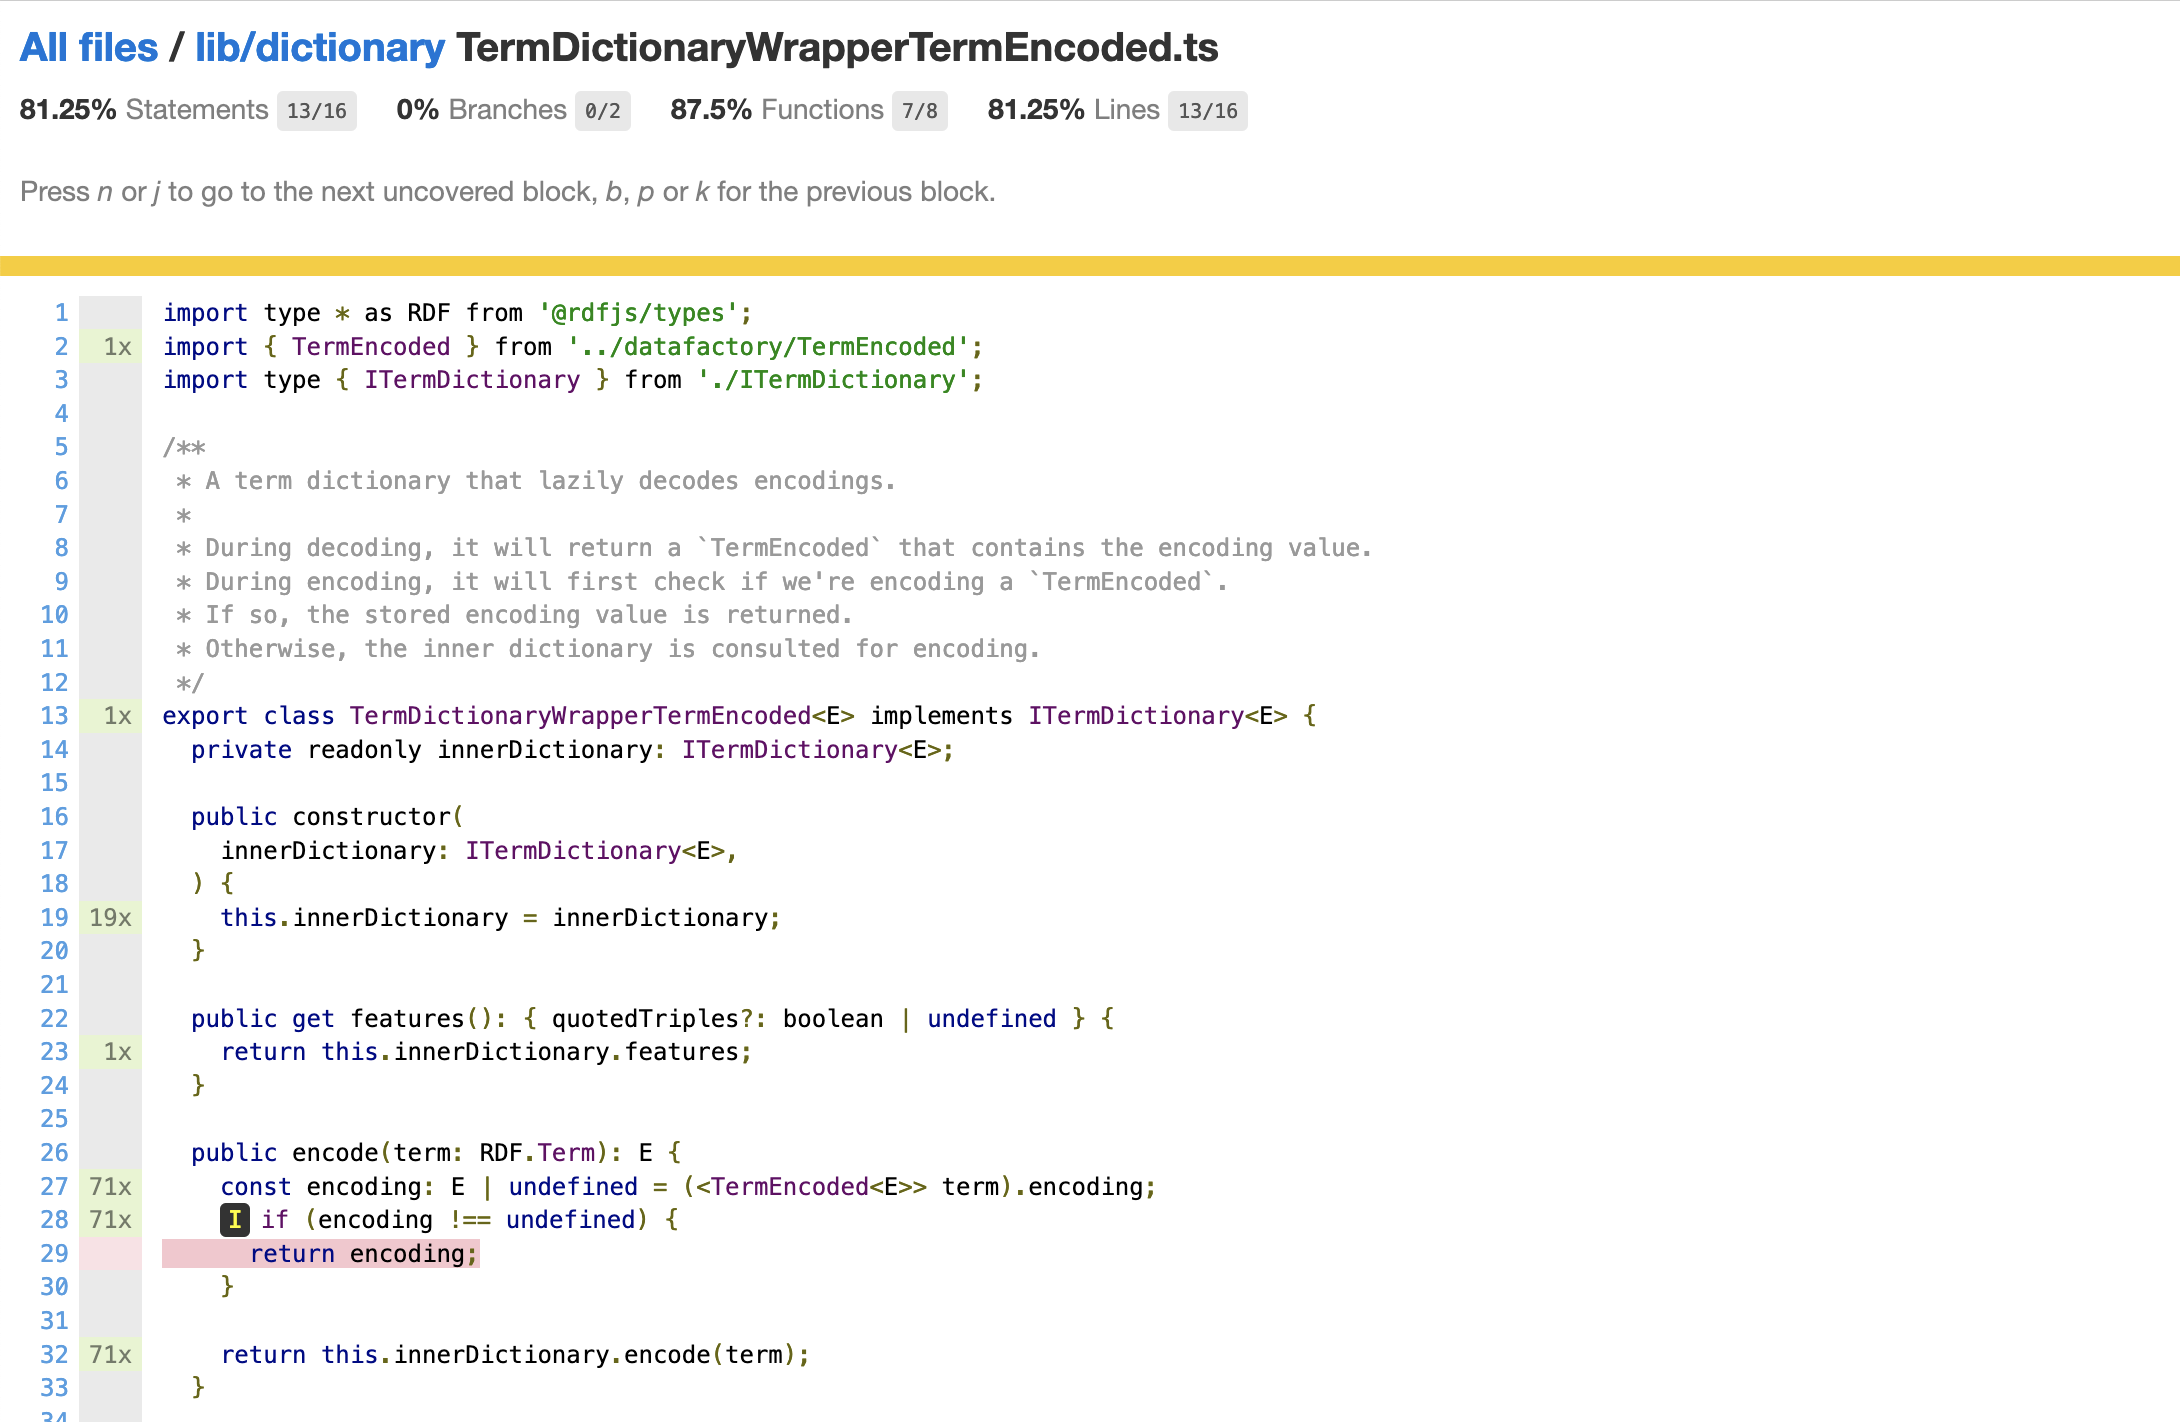 All files / lib/dictionary TermDictionaryWrapperTermEncoded.ts
81.25% Statements 13/16 0% Branches 0/2 87.5% Functions 7/8 81.25% Lines 13/16
Press n or j to go to the next uncovered block, b, p or k for the previous block.
1 import type * as RDF from '@rdfjs/types';
2 1x import { TermEncoded } from '../datafactory/TermEncoded';
3 import type { ITermDictionary } from './ITermDictionary';
4
5 /**
6  * A term dictionary that lazily decodes encodings.
7  *
8  * During decoding, it will return a `TermEncoded` that contains the encoding value.
9  * During encoding, it will first check if we're encoding a `TermEncoded`.
10  * If so, the stored encoding value is returned.
11  * Otherwise, the inner dictionary is consulted for encoding.
12  */
13 1x export class TermDictionaryWrapperTermEncoded<E> implements ITermDictionary<E> {
14   private readonly innerDictionary: ITermDictionary<E>;
15
16   public constructor(
17     innerDictionary: ITermDictionary<E>,
18   ) {
19 19x     this.innerDictionary = innerDictionary;
20   }
21
22   public get features(): { quotedTriples?: boolean | undefined } {
23 1x     return this.innerDictionary.features;
24   }
25
26   public encode(term: RDF.Term): E {
27 71x     const encoding: E | undefined = (<TermEncoded<E>> term).encoding;
28 71x     I if (encoding !== undefined) {
29       return encoding;
30     }
31
32 71x     return this.innerDictionary.encode(term);
33   }
34